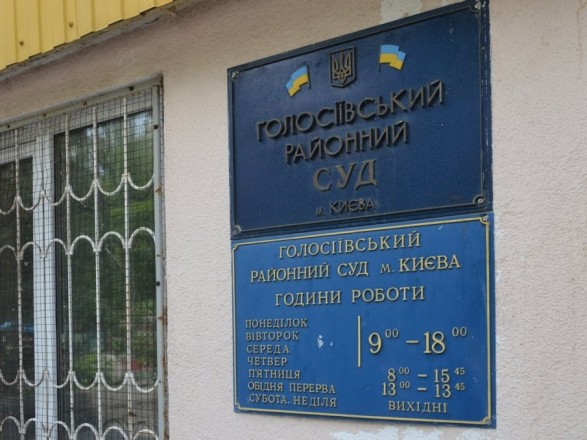 ГОЛОСІЇВСЬКИЙ
РАЙОННИЙ
СУД
м. КИЄВА
ГОЛОСІЇВСЬКИЙ
РАЙОННИЙ СУД м. КИЄВА
ГОДИНИ РОБОТИ
ПОНЕДІЛОК
ВІВТОРОК
СЕРЕДА
ЧЕТВЕР
9⁰⁰ -18⁰⁰
П'ЯТНИЦЯ 8⁰⁰ - 15⁴⁵
ОБІДНЯ ПЕРЕРВА 13⁰⁰ - 13⁴⁵
СУБОТА. НЕДІЛЯ ВИХІДНІ